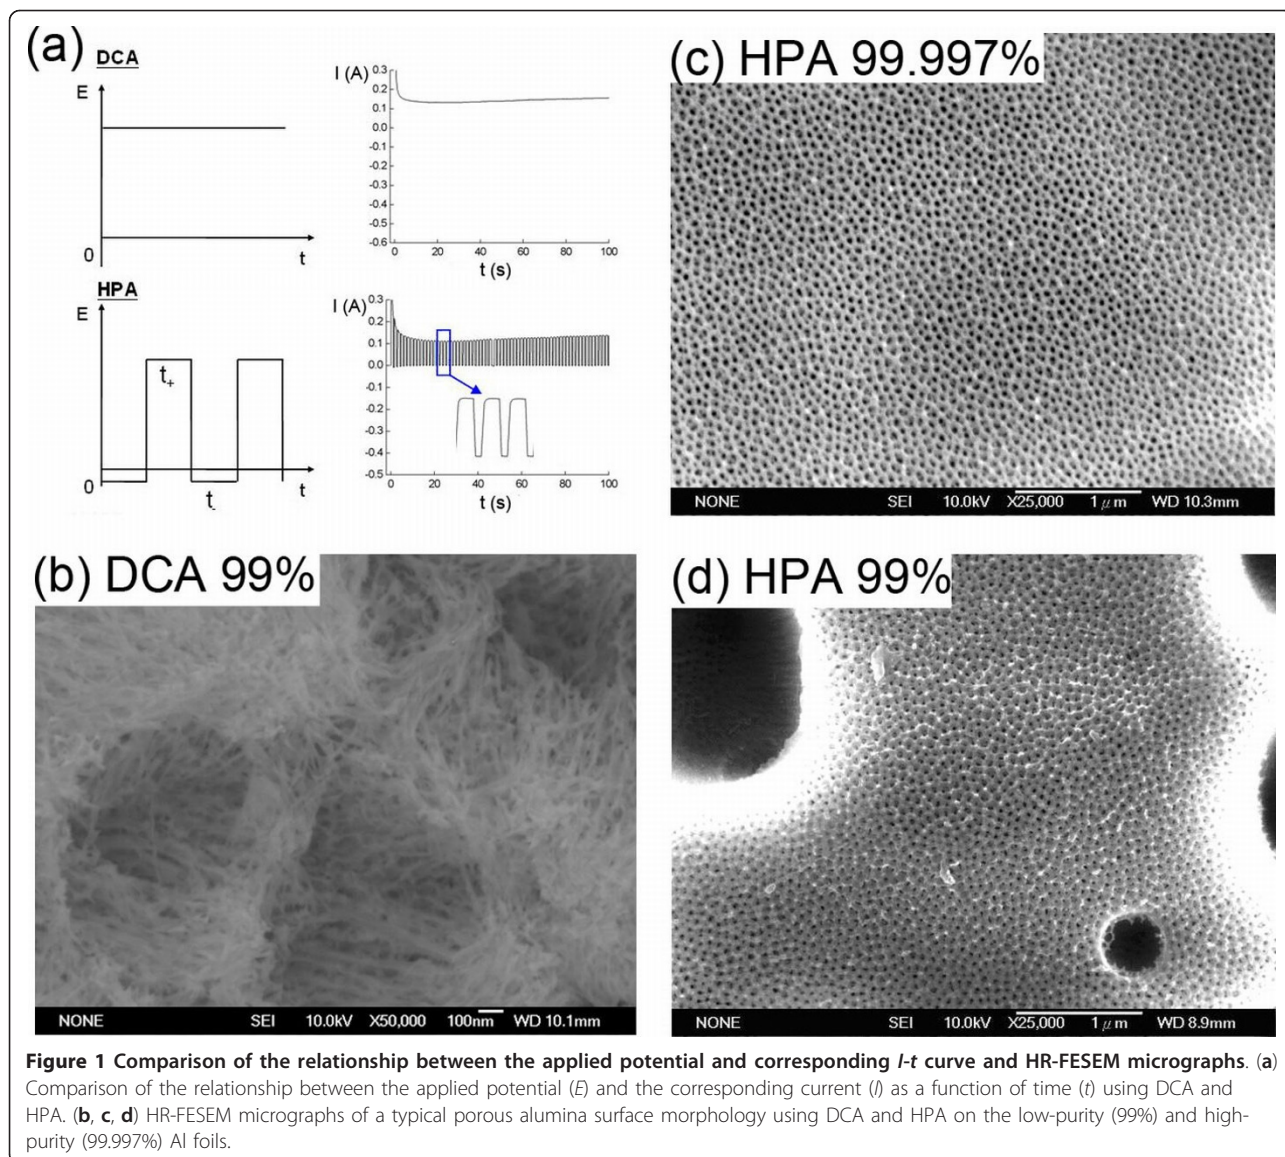 (a)
DCA
E
0
t
I (A)
0.3
0.2
0.1
0.0
-0.1
-0.2
-0.3
-0.4
-0.5
-0.6
0 20 40 60 80 100
t (s)
HPA
E
t+
0
t-
t
I (A)
0.3
0.2
0.1
0.0
-0.1
-0.2
-0.3
-0.4
-0.5
0 20 40 60 80 100
t (s)
(c) HPA 99.997%
NONE SEI 10.0kV X25,000 1μm WD 10.3mm
(b) DCA 99%
NONE SEI 10.0kV X50,000 100nm WD 10.1mm
(d) HPA 99%
NONE SEI 10.0kV X25,000 1μm WD 8.9mm
Figure 1 Comparison of the relationship between the applied potential and corresponding I-t curve and HR-FESEM micrographs. (a)
Comparison of the relationship between the applied potential (E) and the corresponding current (I) as a function of time (t) using DCA and
HPA. (b, c, d) HR-FESEM micrographs of a typical porous alumina surface morphology using DCA and HPA on the low-purity (99%) and high-
purity (99.997%) Al foils.